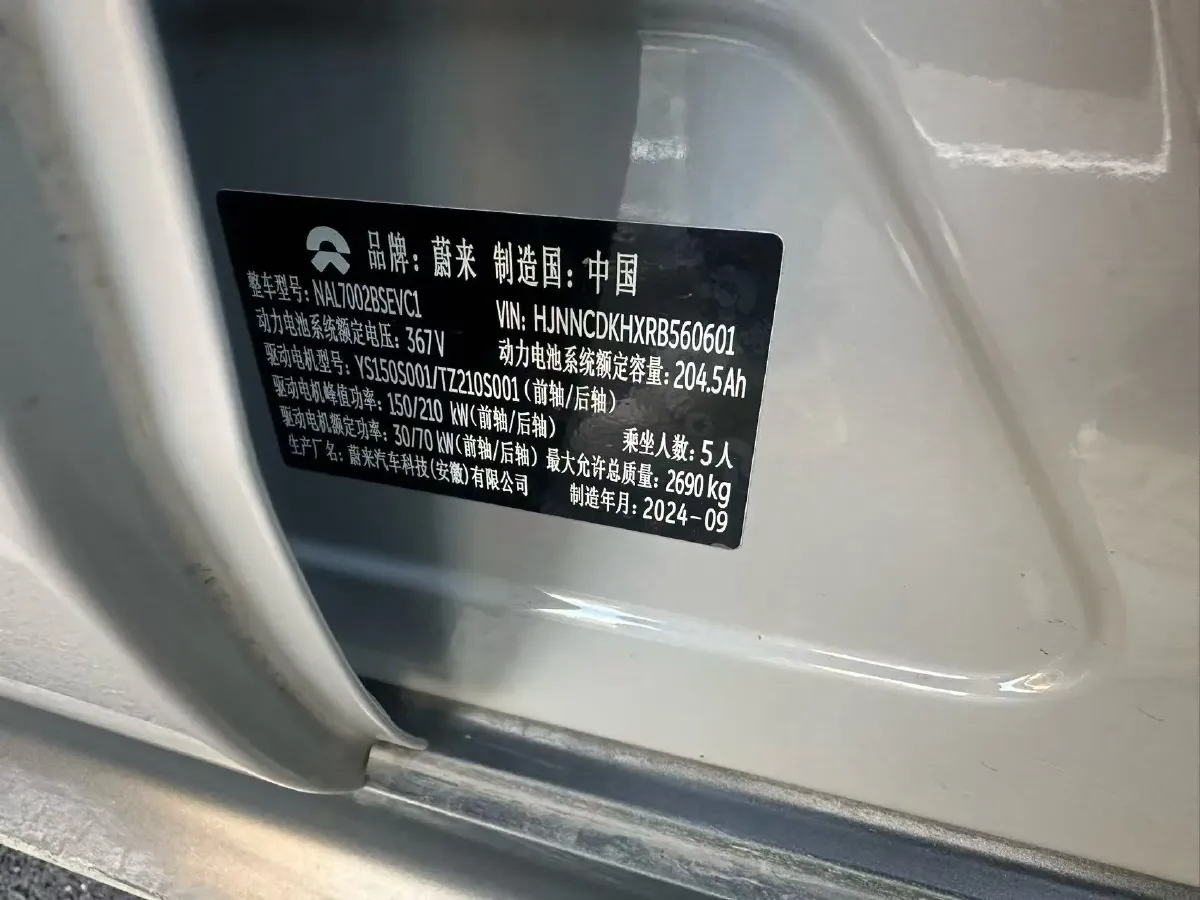 品牌：蔚来 制造国：中国
整车型号：NAL7002BSEVC1 VIN：HJNNCDKHXRB560601
动力电池系统额定电压：367V 动力电池系统额定容量：204.5Ah
驱动电机型号：YS150S001/TZ210S001（前轴/后轴）
驱动电机峰值功率：150/210 kW（前轴/后轴） 乘坐人数：5人
驱动电机额定功率：30/70 kW（前轴/后轴） 最大允许总质量：2690kg
生产厂名：蔚来汽车科技(安徽)有限公司 制造年月：2024-09